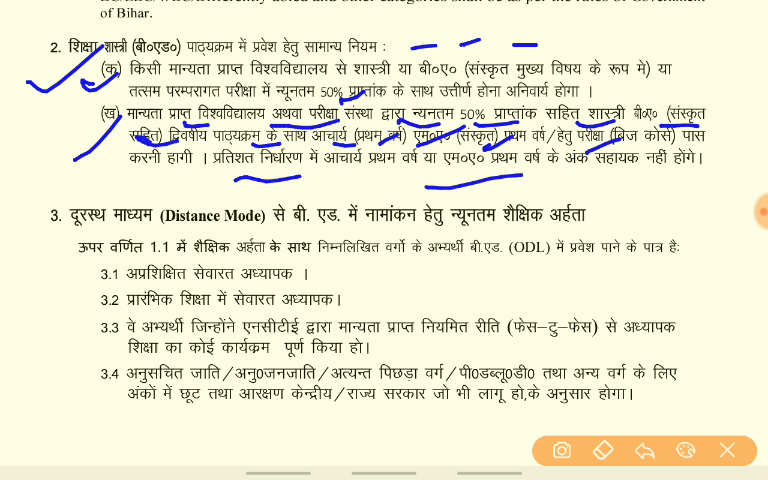 of Bihar.
2. शिक्षा शास्त्री (बी०एड०) पाठ्यक्रम में प्रवेश हेतु सामान्य नियम :
(क) किसी मान्यता प्राप्त विश्वविद्यालय से शास्त्री या बी०ए० (संस्कृत मुख्य विषय के रूप मे) या
तत्सम परम्परागत परीक्षा में न्यूनतम 50% प्राप्तांक के साथ उत्तीर्ण होना अनिवार्य होगा ।
(ख) मान्यता प्राप्त विश्वविद्यालय अथवा परीक्षा संस्था द्वारा न्यनतम 50% प्राप्तांक सहित शास्त्री बी०ए० (संस्कृत
सहित) द्विवर्षीय पाठ्यक्रम के साथ आचार्य (प्रथम वर्ष) एम०ए० (संस्कृत) प्रथम वर्ष/हेतु परीक्षा (ब्रिज कोर्स) पास
करनी हागी । प्रतिशत निर्धारण में आचार्य प्रथम वर्ष या एम०ए० प्रथम वर्ष के अंक सहायक नहीं होंगे।
3. दूरस्थ माध्यम (Distance Mode) से बी. एड. में नामांकन हेतु न्यूनतम शैक्षिक अर्हता
ऊपर वर्णित 1.1 में शैक्षिक अर्हता के साथ निम्नलिखित वर्गो के अभ्यर्थी बी.एड. (ODL) में प्रवेश पाने के पात्र है:
3.1 अप्रशिक्षित सेवारत अध्यापक ।
3.2 प्रारंभिक शिक्षा में सेवारत अध्यापक।
3.3 वे अभ्यर्थी जिन्होंने एनसीटीई द्वारा मान्यता प्राप्त नियमित रीति (फेस–टु–फेस) से अध्यापक
शिक्षा का कोई कार्यक्रम पूर्ण किया हो।
3.4 अनुसचित जाति/अनु0जनजाति/अत्यन्त पिछड़ा वर्ग/पी0डब्लू0डी0 तथा अन्य वर्ग के लिए
अंकों में छूट तथा आरक्षण केन्द्रीय/राज्य सरकार जो भी लागू हो,के अनुसार होगा।